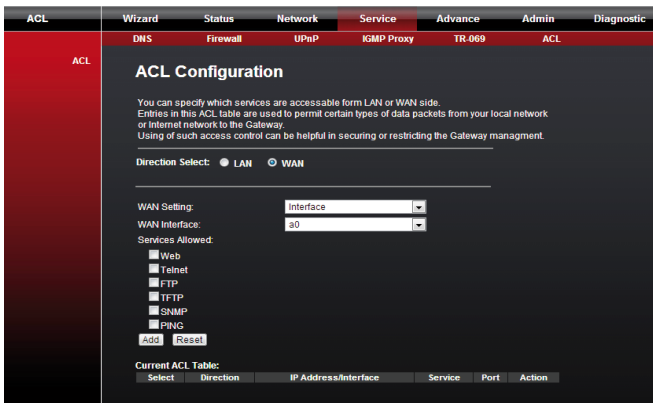 ACL Wizard Status Network Service Advance Admin Diagnostic
DNS Firewall UPnP IGMP Proxy TR-069 ACL
ACL
ACL Configuration
You can specify which services are accessable form LAN or WAN side.
Entries in this ACL table are used to permit certain types of data packets from your local network
or Internet network to the Gateway.
Using of such access control can be helpful in securing or restricting the Gateway managment.
Direction Select: LAN WAN
WAN Setting: Interface
WAN Interface: a0
Services Allowed:
Web
Telnet
FTP
TFTP
SNMP
PING
Add Reset
Current ACL Table:
Select Direction IP Address/Interface Service Port Action